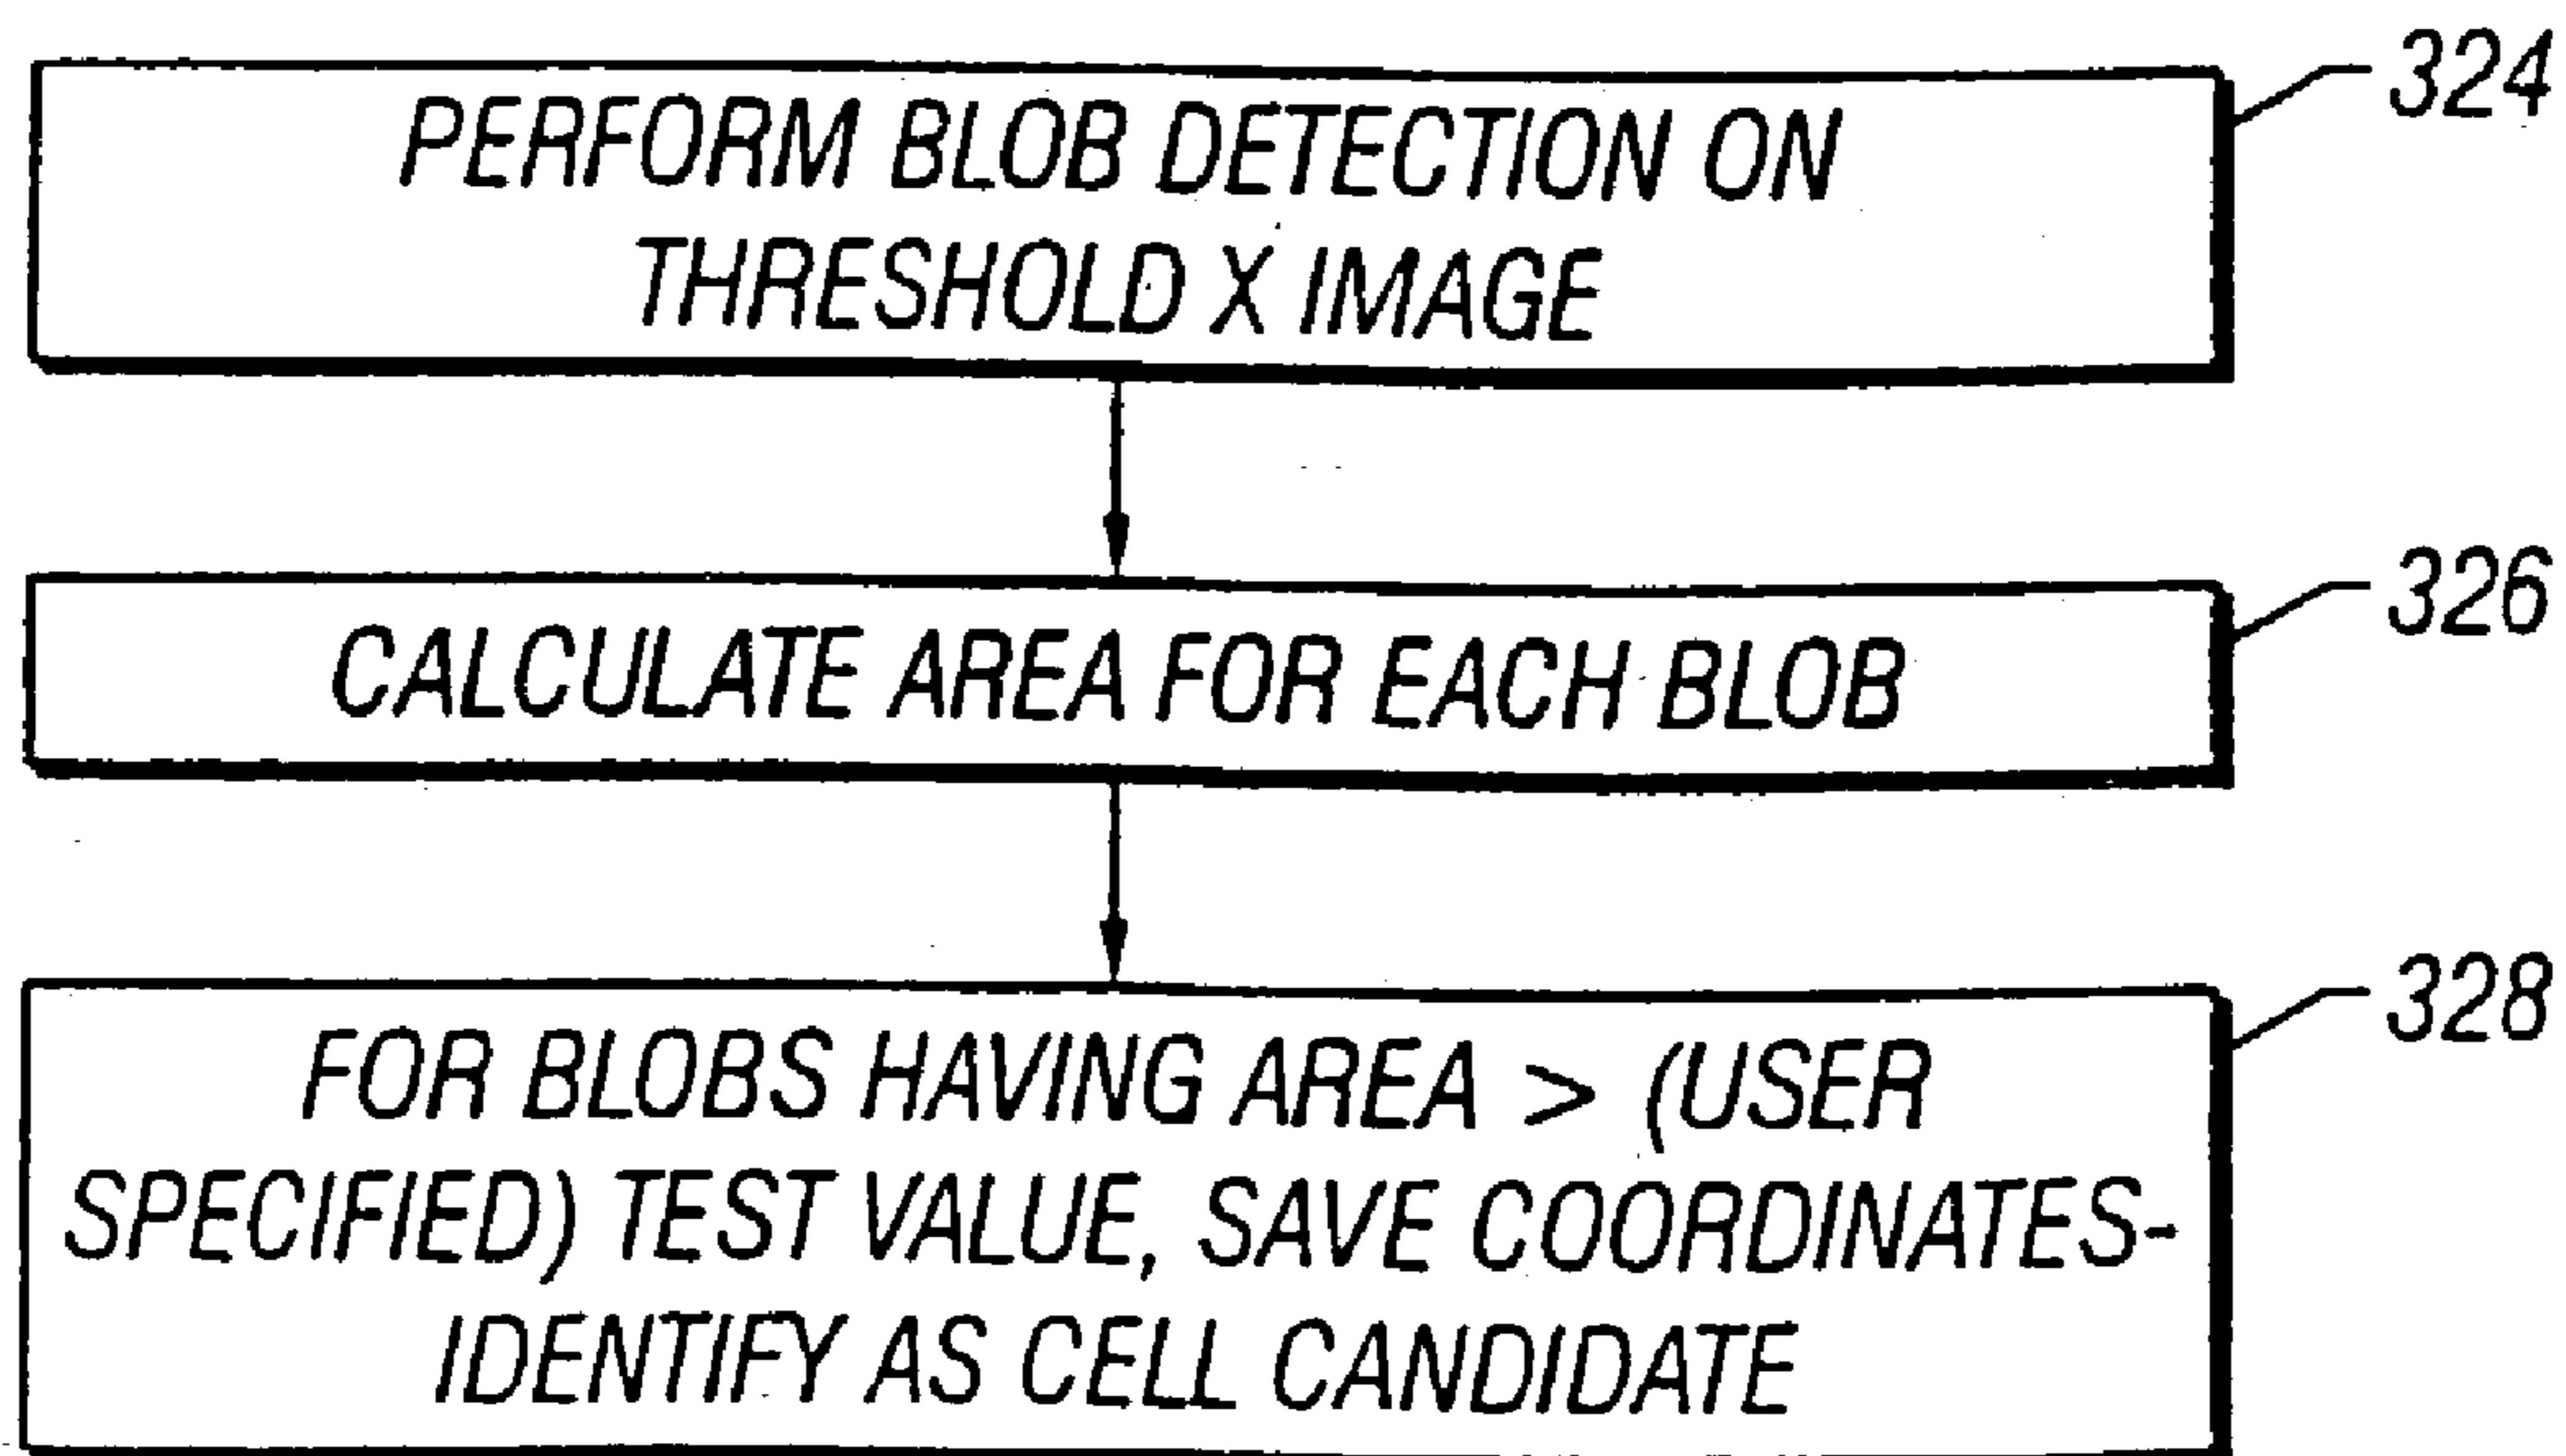 324
PERFORM BLOB DETECTION ON
THRESHOLD X IMAGE
326
CALCULATE AREA FOR EACH BLOB
328
FOR BLOBS HAVING AREA > (USER
SPECIFIED) TEST VALUE, SAVE COORDINATES-
IDENTIFY AS CELL CANDIDATE